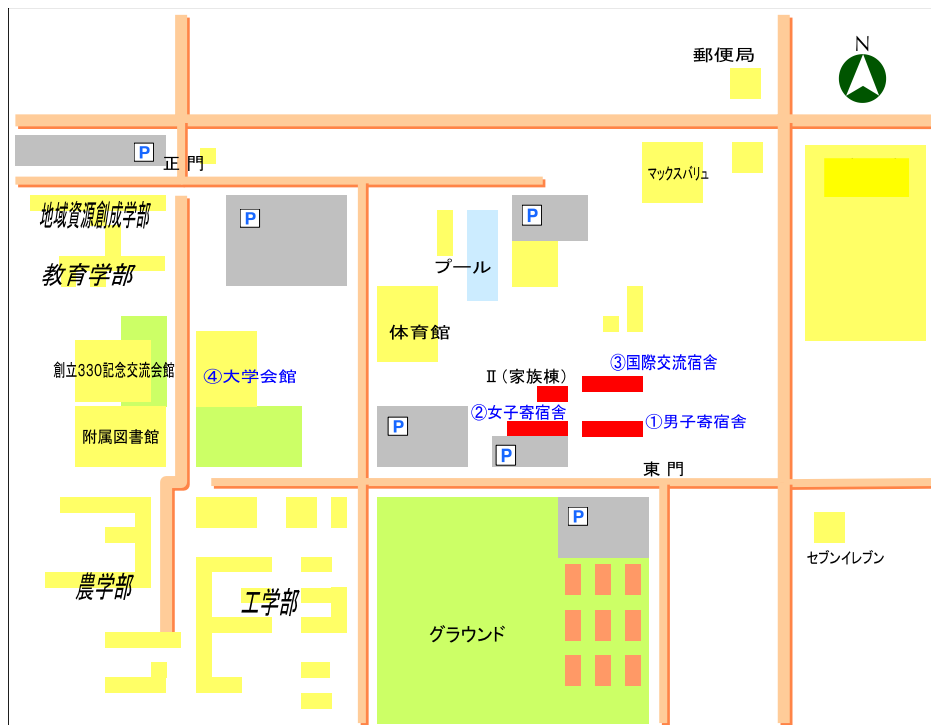 郵便局
N
P
正門
マックスバリュ
地域資源創成学部
P
P
教育学部
プール
体育館
創立330記念交流会館
④大学会館
Ⅱ(家族棟)
③国際交流宿舎
②女子寄宿舎
①男子寄宿舎
附属図書館
P
P
東門
P
セブンイレブン
農学部
工学部
グラウンド